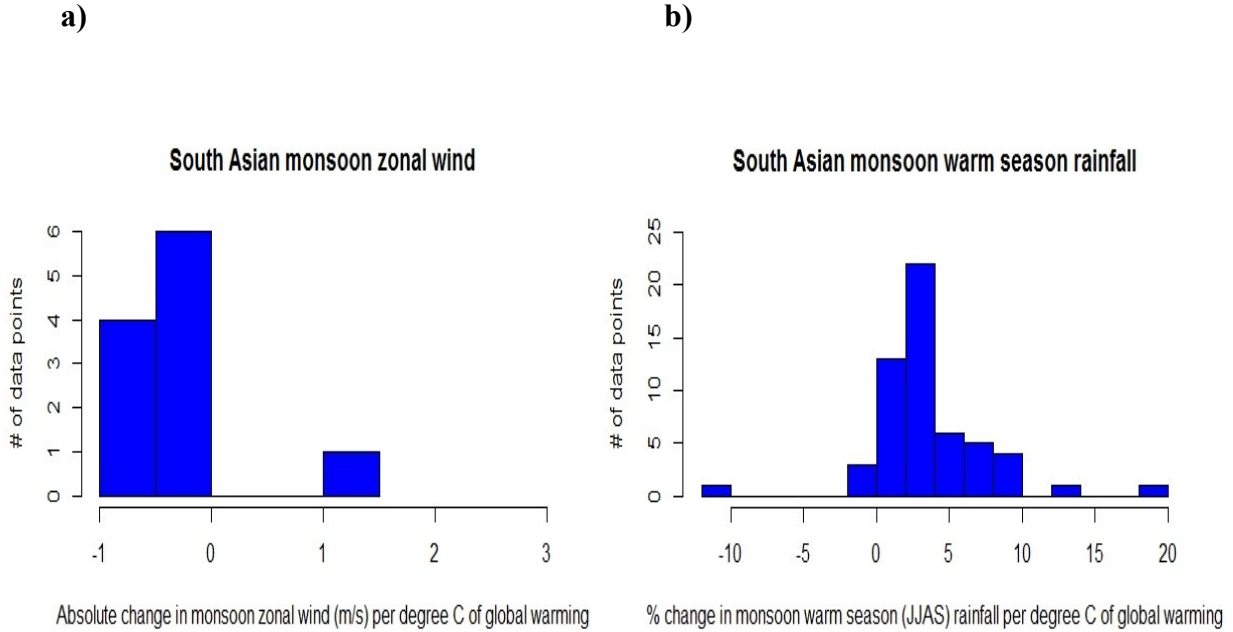 a)
b)
South Asian monsoon zonal wind
South Asian monsoon warm season rainfall
# of data points
0 1 2 3 4 5 6
-1 0 1 2 3
Absolute change in monsoon zonal wind (m/s) per degree C of global warming
# of data points
0 5 10 15 20 25
-10 -5 0 5 10 15 20
% change in monsoon warm season (JJAS) rainfall per degree C of global warming